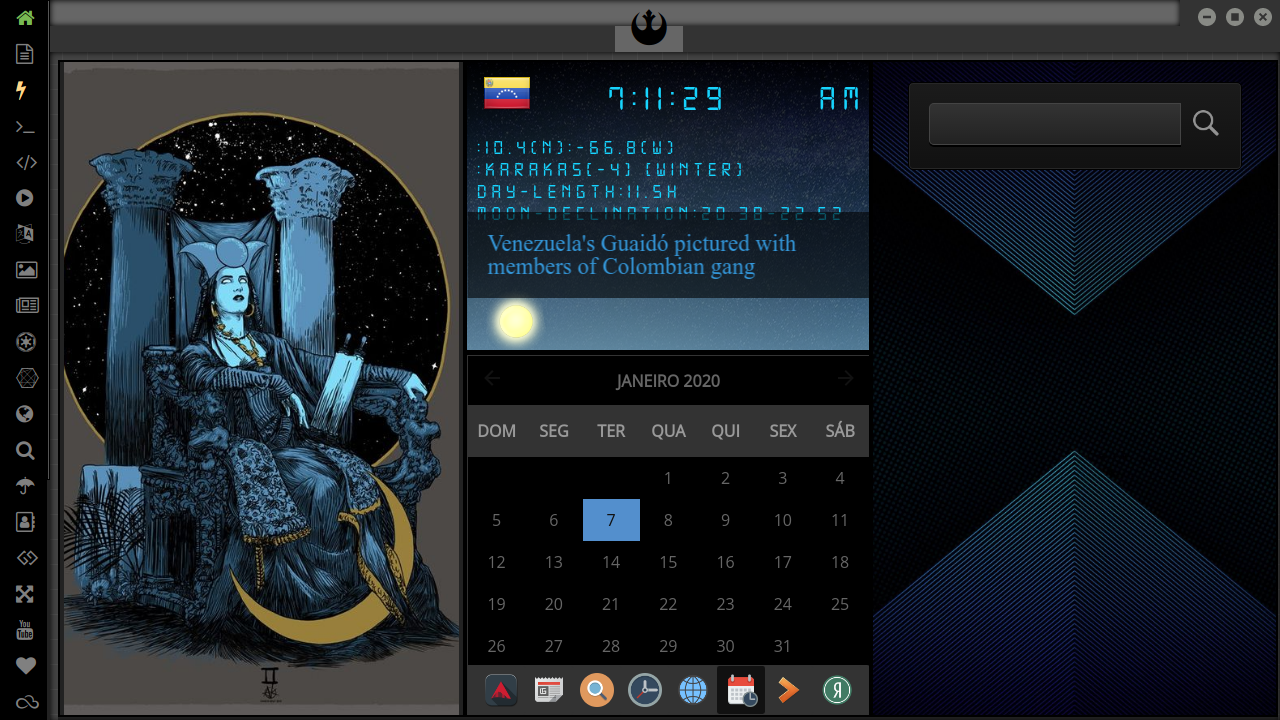 7:11:29 AM
:10.4(N):-66.8(W)
:KARAKAS(-4) (WINTER)
DAY-LENGTH:11.5H
MOON-DECLINATION:20.38-22.52
Venezuela's Guaidó pictured with
members of Colombian gang
JANEIRO 2020
DOM SEG TER QUA QUI SEX SÁB
1 2 3 4
5 6 7 8 9 10 11
12 13 14 15 16 17 18
19 20 21 22 23 24 25
26 27 28 29 30 31
II
You
Tube
Я